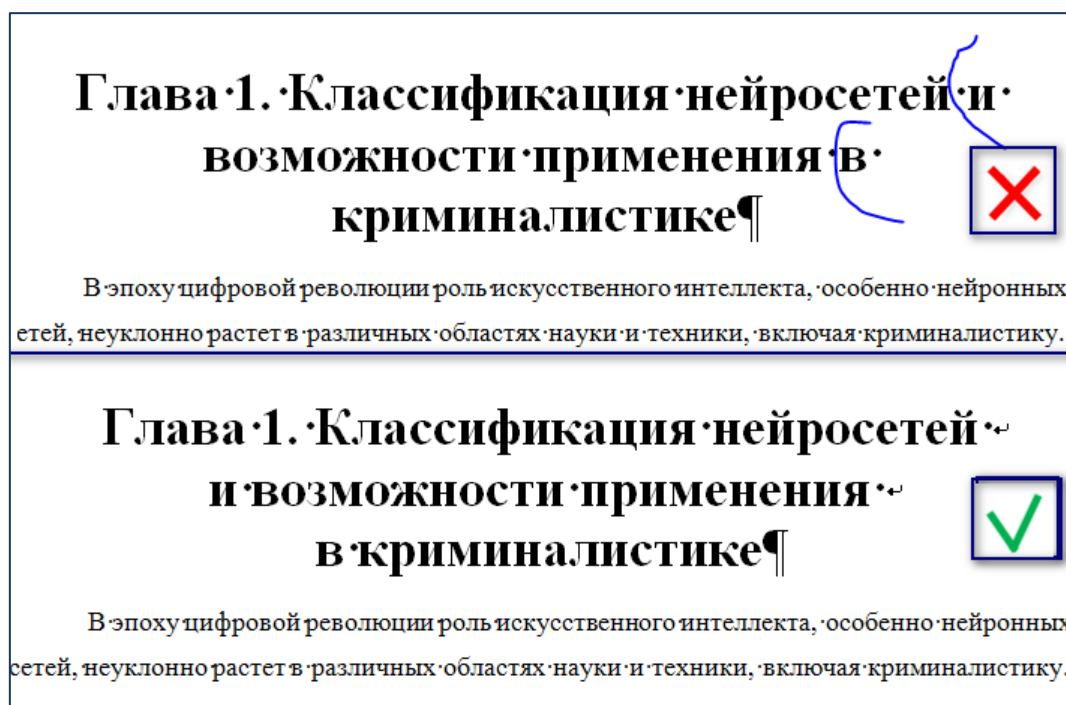 Глава 1. Классификация нейросетей и
возможности применения в
криминалистике¶
В эпоху цифровой революции роль искусственного интеллекта, особенно нейронных
етей, неуклонно растет в различных областях науки и техники, включая криминалистику.
Глава 1. Классификация нейросетей
и возможности применения
в криминалистике¶
В эпоху цифровой революции роль искусственного интеллекта, особенно нейронных
сетей, неуклонно растет в различных областях науки и техники, включая криминалистику.